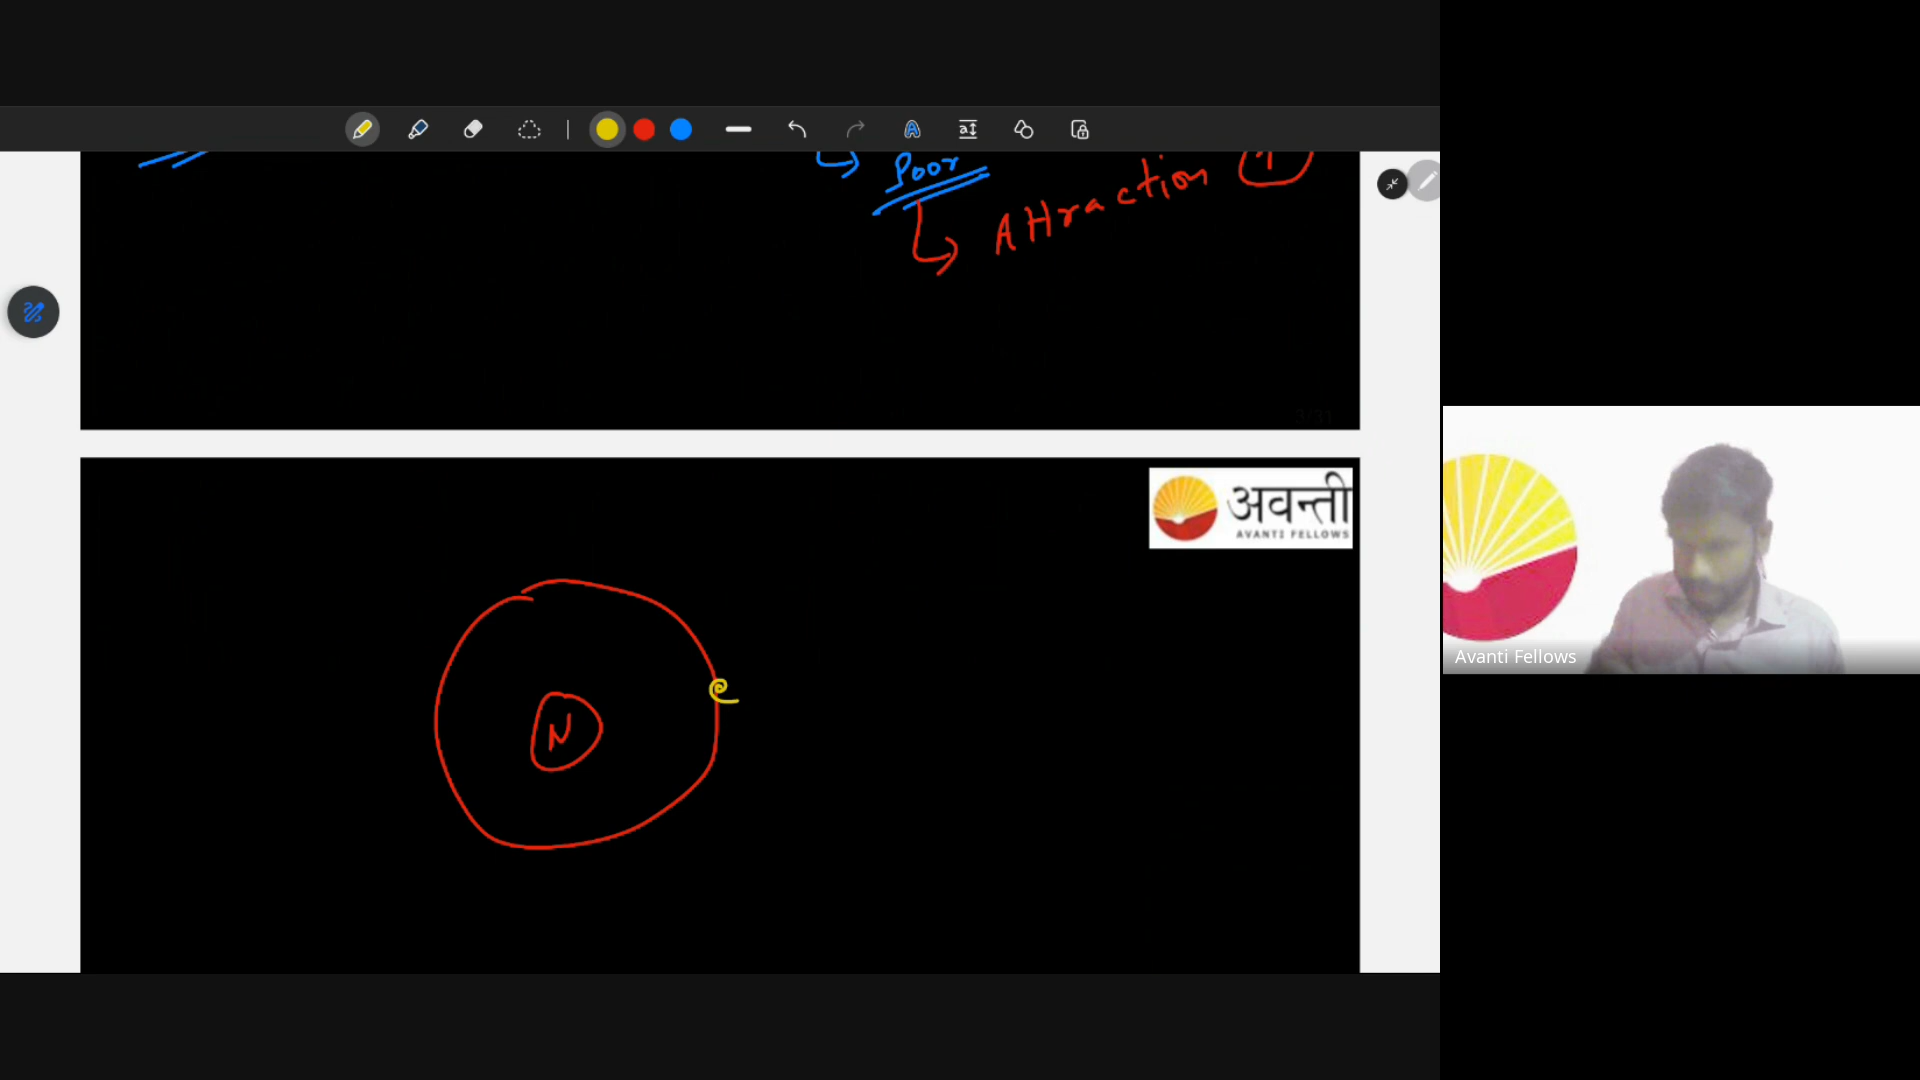 Poor
Attraction ↑
अवन्ती
AVANTI FELLOWS
e
N
Avanti Fellows